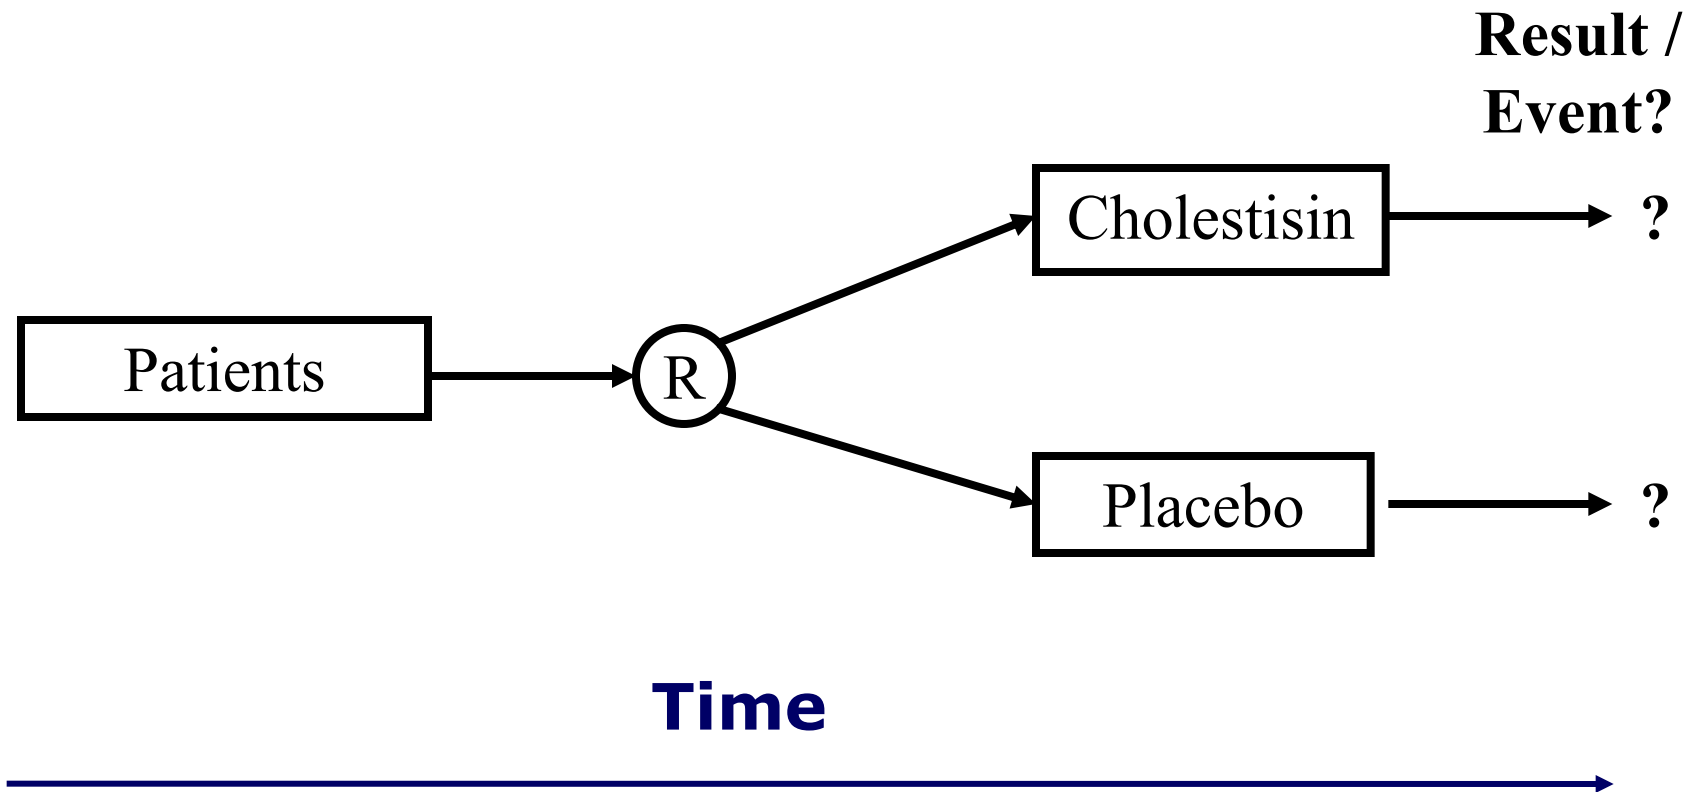 Result /
Event?
Cholestisin
?
Patients
R
Placebo
?
Time